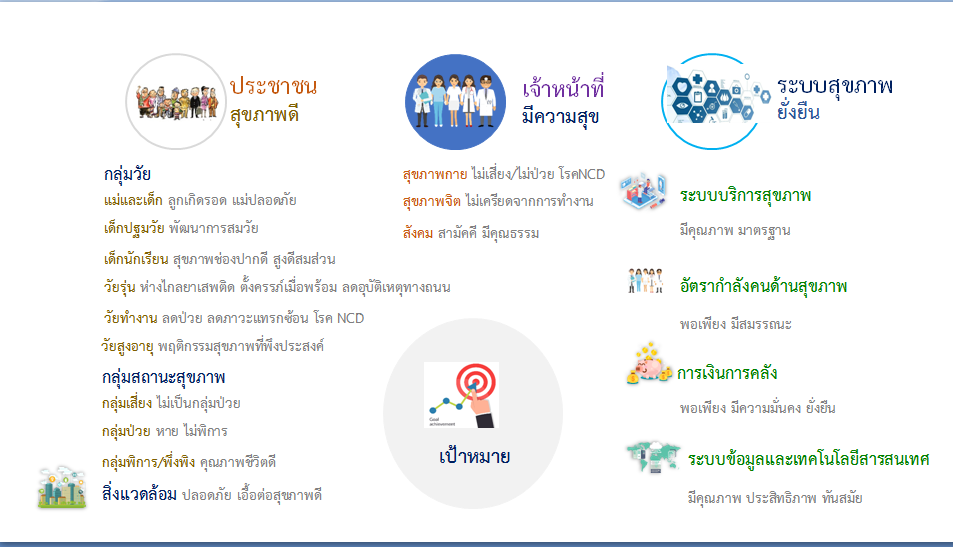 ประชาชน
สุขภาพดี
กลุ่มวัย
แม่และเด็ก ลูกเกิดรอด แม่ปลอดภัย
เด็กปฐมวัย พัฒนาการสมวัย
เด็กนักเรียน สุขภาพช่องปากดี สูงดีสมส่วน
วัยรุ่น ห่างไกลยาเสพติด ตั้งครรภ์เมื่อพร้อม ลดอุบัติเหตุทางถนน
วัยทำงาน ลดป่วย ลดภาวะแทรกซ้อน โรค NCD
วัยสูงอายุ พฤติกรรมสุขภาพที่พึงประสงค์
กลุ่มสถานะสุขภาพ
กลุ่มเสี่ยง ไม่เป็นกลุ่มป่วย
กลุ่มป่วย หาย ไม่พิการ
กลุ่มพิการ/พึ่งพิง คุณภาพชีวิตดี
สิ่งแวดล้อม ปลอดภัย เอื้อต่อสุขภาพดี
เจ้าหน้าที่
มีความสุข
สุขภาพกาย ไม่เสี่ยง/ไม่ป่วย โรคNCD
สุขภาพจิต ไม่เครียดจากการทำงาน
สังคม สามัคคี มีคุณธรรม
Goal
achievement
เป้าหมาย
ระบบสุขภาพ
ยั่งยืน
ระบบบริการสุขภาพ
มีคุณภาพ มาตรฐาน
อัตรากำลังคนด้านสุขภาพ
พอเพียง มีสมรรถนะ
การเงินการคลัง
พอเพียง มีความมั่นคง ยั่งยืน
ระบบข้อมูลและเทคโนโลยีสารสนเทศ
มีคุณภาพ ประสิทธิภาพ ทันสมัย